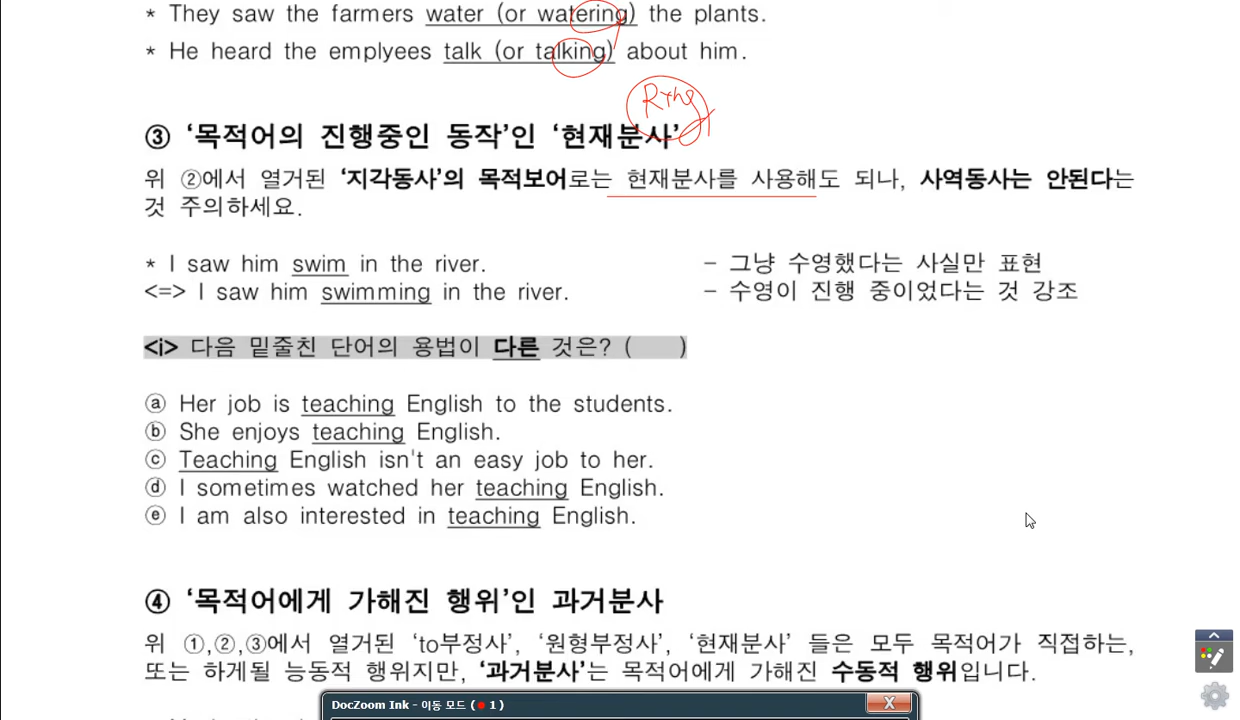 * They saw the farmers water (or watering) the plants.
* He heard the emplyees talk (or talking) about him.
R+ing
③ ‘목적어의 진행중인 동작’인 ‘현재분사’
위 ②에서 열거된 ‘지각동사’의 목적보어로는 현재분사를 사용해도 되나, 사역동사는 안된다는
것 주의하세요.
* I saw him swim in the river. - 그냥 수영했다는 사실만 표현
<=> I saw him swimming in the river. - 수영이 진행 중이었다는 것 강조
<i> 다음 밑줄친 단어의 용법이 다른 것은? ( )
ⓐ Her job is teaching English to the students.
ⓑ She enjoys teaching English.
ⓒ Teaching English isn't an easy job to her.
ⓓ I sometimes watched her teaching English.
ⓔ I am also interested in teaching English.
④ ‘목적어에게 가해진 행위’인 과거분사
위 ①,②,③에서 열거된 ‘to부정사’, ‘원형부정사’, ‘현재분사’ 들은 모두 목적어가 직접하는,
또는 하게될 능동적 행위지만, ‘과거분사’는 목적어에게 가해진 수동적 행위입니다.
DocZoom Ink - 이동 모드 ( 1 ) X